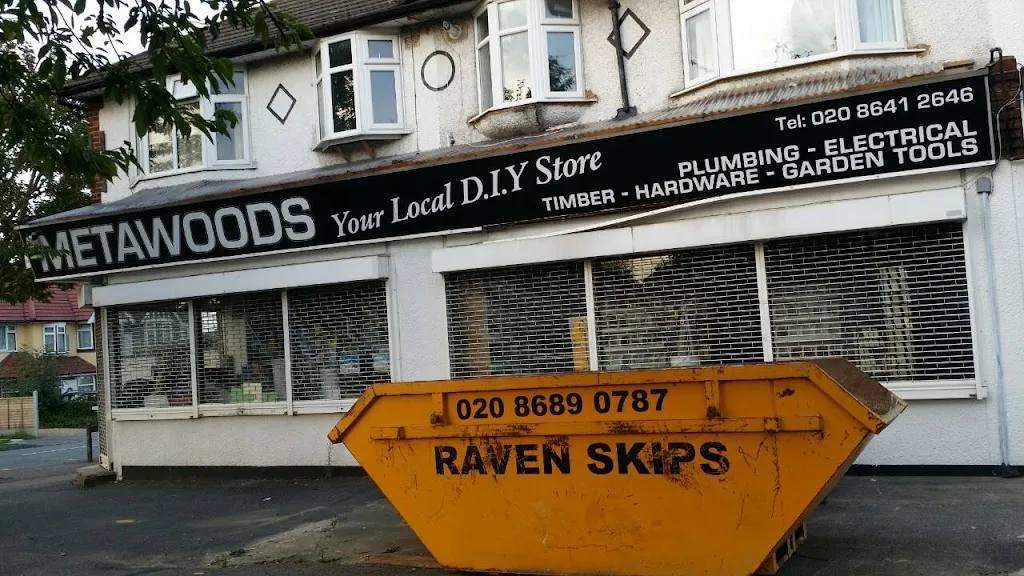 METAWOODS
Your Local D.I.Y Store
Tel: 020 8641 2646
PLUMBING - ELECTRICAL
TIMBER - HARDWARE - GARDEN TOOLS
020 8689 0787
RAVEN SKIPS